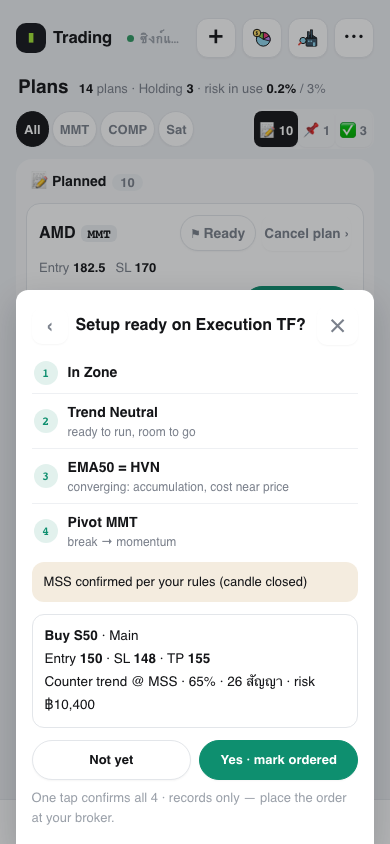 Trading
Plans 14 plans · Holding 3 · risk in use 0.2% / 3%
All MMT COMP Sat 📝 10 📌 1 ✅ 3
📝 Planned 10
AMD MMT ⚑ Ready Cancel plan ›
Entry 182.5 SL 170
‹ Setup ready on Execution TF? ✕
1 In Zone
2 Trend Neutral
ready to run, room to go
3 EMA50 = HVN
converging: accumulation, cost near price
4 Pivot MMT
break → momentum
MSS confirmed per your rules (candle closed)
Buy S50 · Main
Entry 150 · SL 148 · TP 155
Counter trend @ MSS · 65% · 26 สัญญา · risk
฿10,400
Not yet Yes · mark ordered
One tap confirms all 4 · records only — place the order
at your broker.